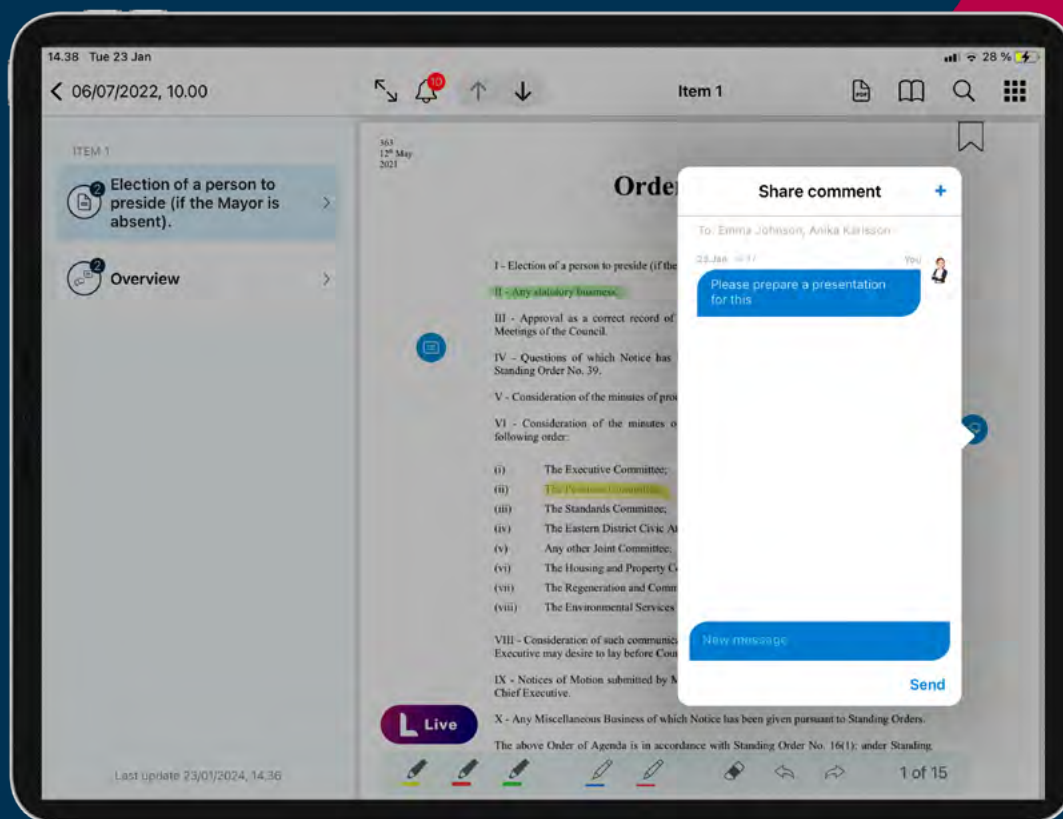 14.38 Tue 23 Jan
28 %
06/07/2022, 10.00
10
Item 1
PDF
ITEM 1
2
Election of a person to
preside (if the Mayor is
absent).
2
Overview
Last update 23/01/2024, 14.36
363
12th May
2021
Orde
I - Election of a person to preside (if the
II - Any statutory business.
III - Approval as a correct record of
Meetings of the Council.
IV - Questions of which Notice has
Standing Order No. 39.
V - Consideration of the minutes of pro
VI - Consideration of the minutes o
following order:
(i) The Executive Committee;
(ii) The Pensions Committee;
(iii) The Standards Committee;
(iv) The Eastern District Civic A
(v) Any other Joint Committee;
(vi) The Housing and Property C
(vii) The Regeneration and Comm
(viii) The Environmental Services
VIII - Consideration of such communic
Executive may desire to lay before Cou
IX - Notices of Motion submitted by M
Chief Executive.
X - Any Miscellaneous Business of which Notice has been given pursuant to Standing Orders.
The above Order of Agenda is in accordance with Standing Order No. 16(1); under Standing
Share comment +
To: Emma Johnson, Anika Karlsson
23 Jan
You
Please prepare a presentation
for this
New message
Send
L Live
1 of 15